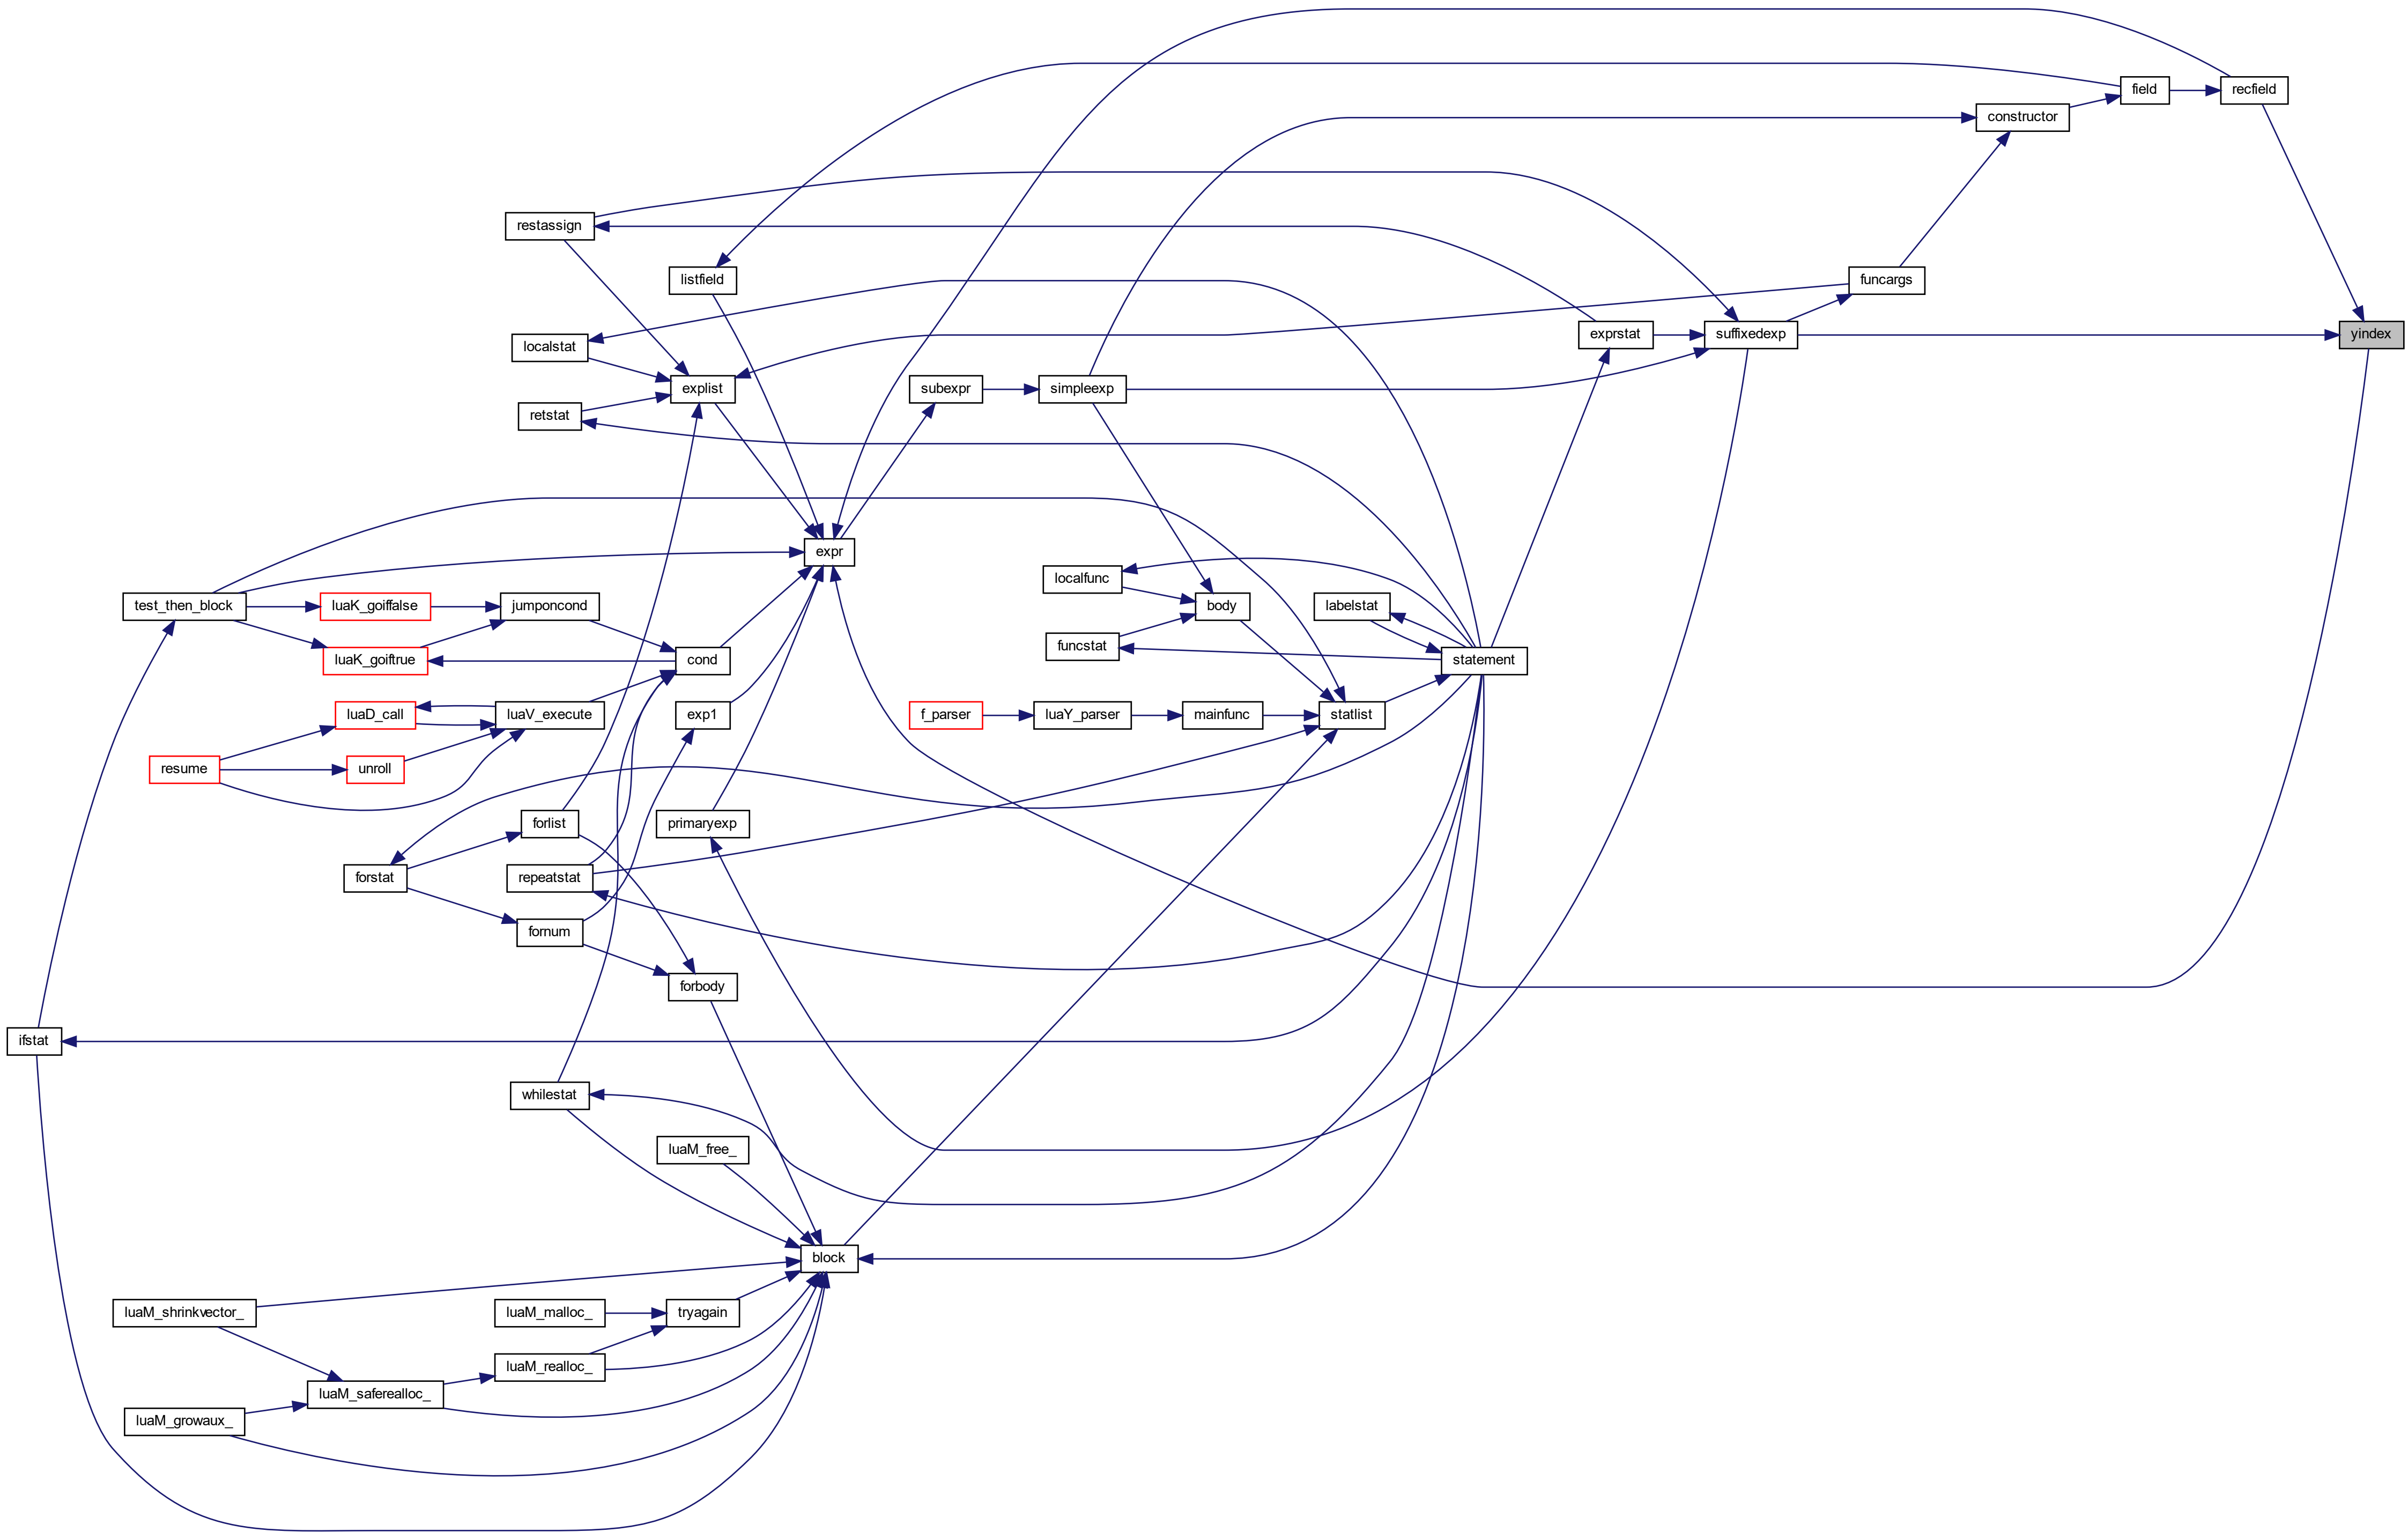 recfield
field
constructor
restassign
listfield
funcargs
localstat
exprstat
suffixedexp
yindex
explist
subexpr
simpleexp
retstat
expr
localfunc
body
labelstat
test_then_block
luaK_goiffalse
jumponcond
funcstat
luaK_goiftrue
cond
statement
luaD_call
luaV_execute
exp1
f_parser
luaY_parser
mainfunc
statlist
resume
unroll
forlist
primaryexp
forstat
repeatstat
fornum
forbody
ifstat
whilestat
luaM_free_
block
luaM_shrinkvector_
luaM_malloc_
tryagain
luaM_realloc_
luaM_saferealloc_
luaM_growaux_